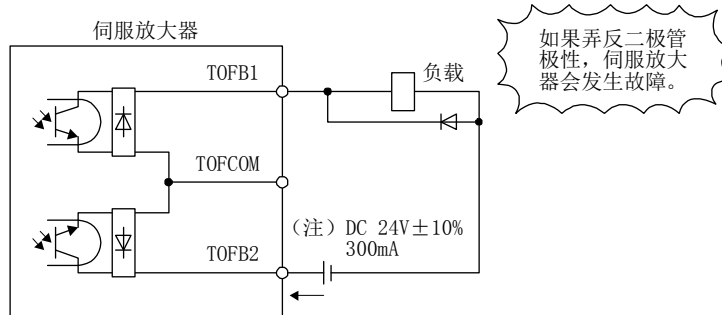 伺服放大器
如果弄反二极管
极性，伺服放大
器会发生故障。
TOFB1
负载
TOFCOM
（注）DC 24V±10%
300mA
TOFB2